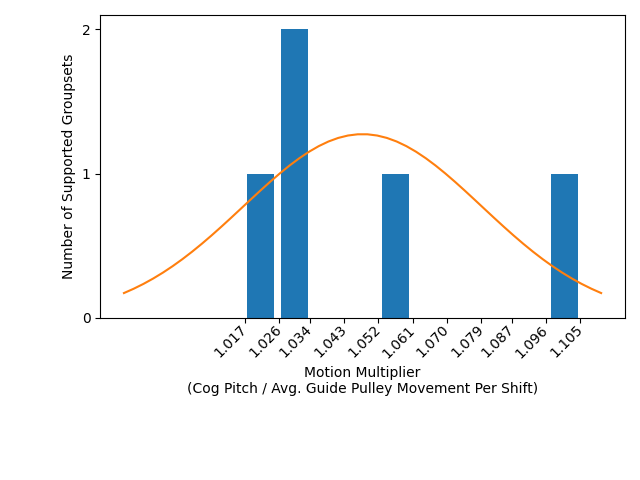 Number of Supported Groupsets
2
1
0
1.017 1.026 1.034 1.043 1.052 1.061 1.070 1.079 1.087 1.096 1.105
Motion Multiplier
(Cog Pitch / Avg. Guide Pulley Movement Per Shift)